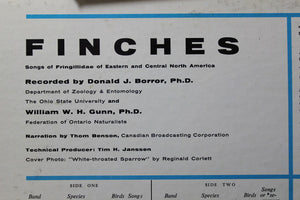 FINCHES
Songs of Fringillidae of Eastern and Central North America
Recorded by Donald J. Borror, Ph.D.
Department of Zoology & Entomology
The Ohio State University and
William W. H. Gunn, Ph.D.
Federation of Ontario Naturalists
Narration by Thom Benson, Canadian Broadcasting Corporation
Technical Producer: Tim H. Janssen
Cover Photo: "White-throated Sparrow" by Reginald Corlett
SIDE ONE SIDE TWO
Band Species Birds Songs Band Species Birds Songs
or